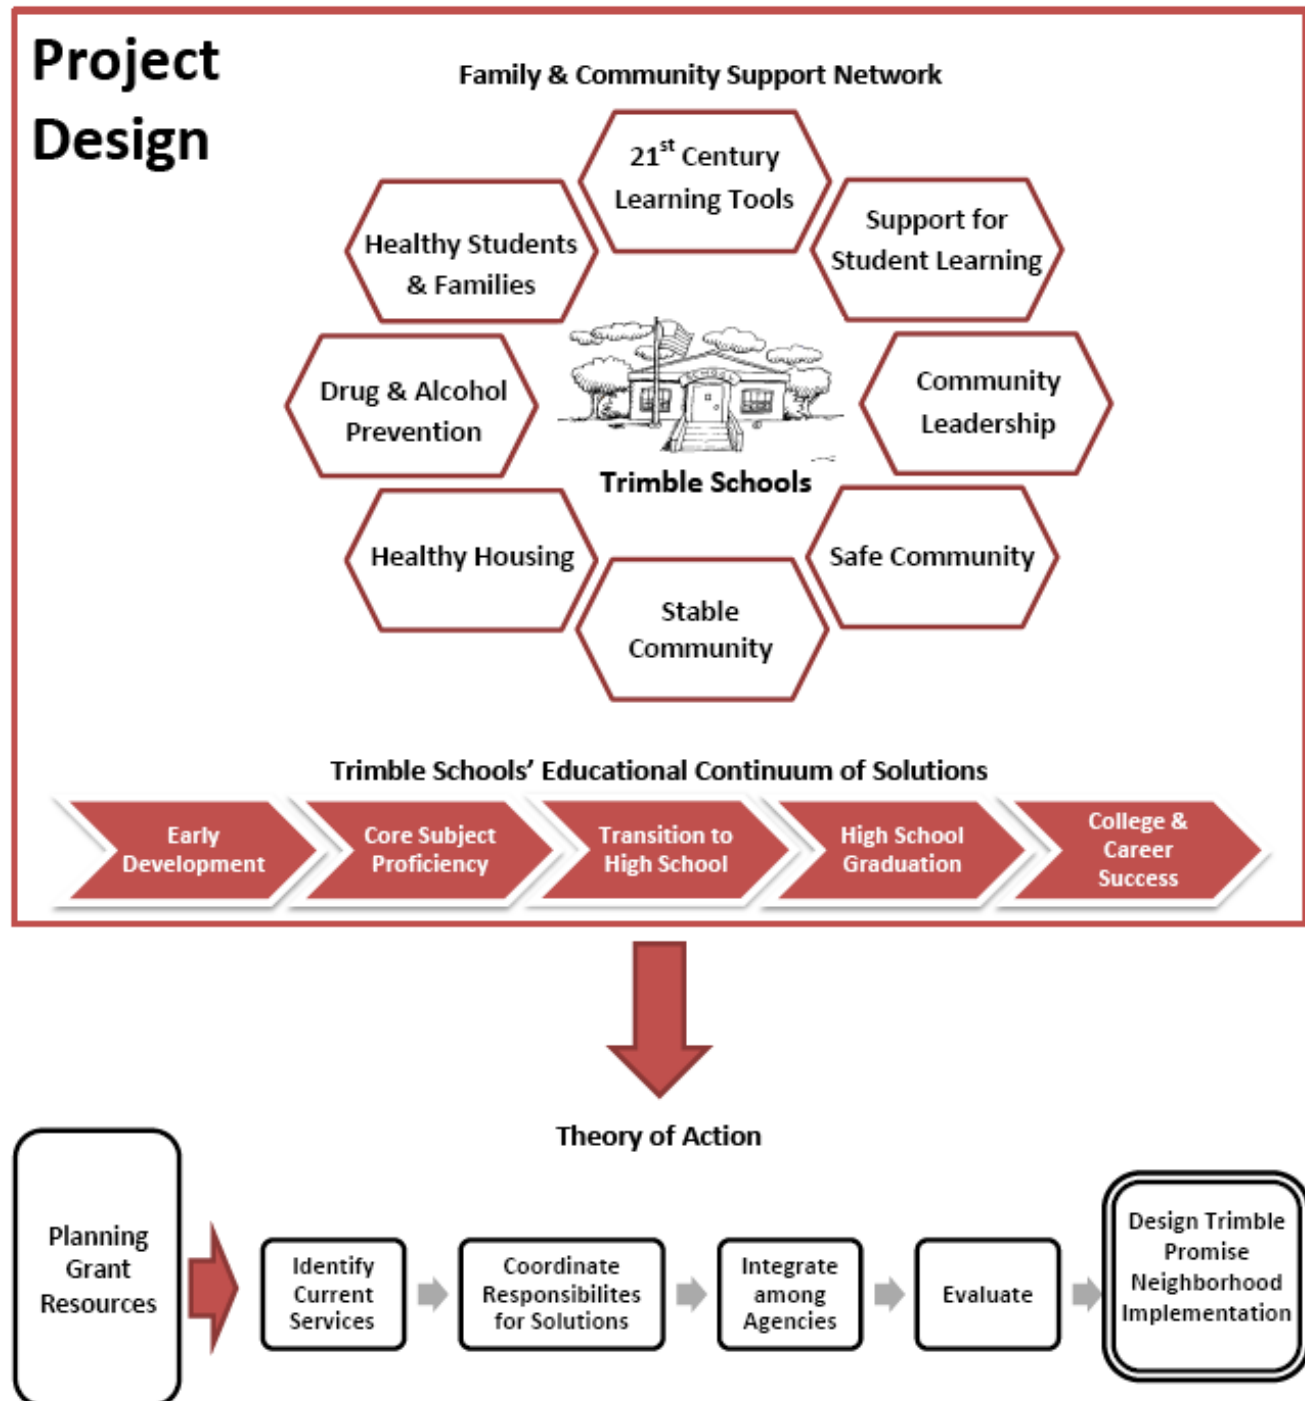 Project
Design
Family & Community Support Network
21st Century
Learning Tools
Healthy Students
& Families
Support for
Student Learning
Drug & Alcohol
Prevention
SCHOOL
Community
Leadership
Trimble Schools
Healthy Housing
Safe Community
Stable
Community
Trimble Schools’ Educational Continuum of Solutions
Early
Development
Core Subject
Proficiency
Transition to
High School
High School
Graduation
College &
Career
Success
Theory of Action
Planning
Grant
Resources
Identify
Current
Services
Coordinate
Responsibilites
for Solutions
Integrate
among
Agencies
Evaluate
Design Trimble
Promise
Neighborhood
Implementation